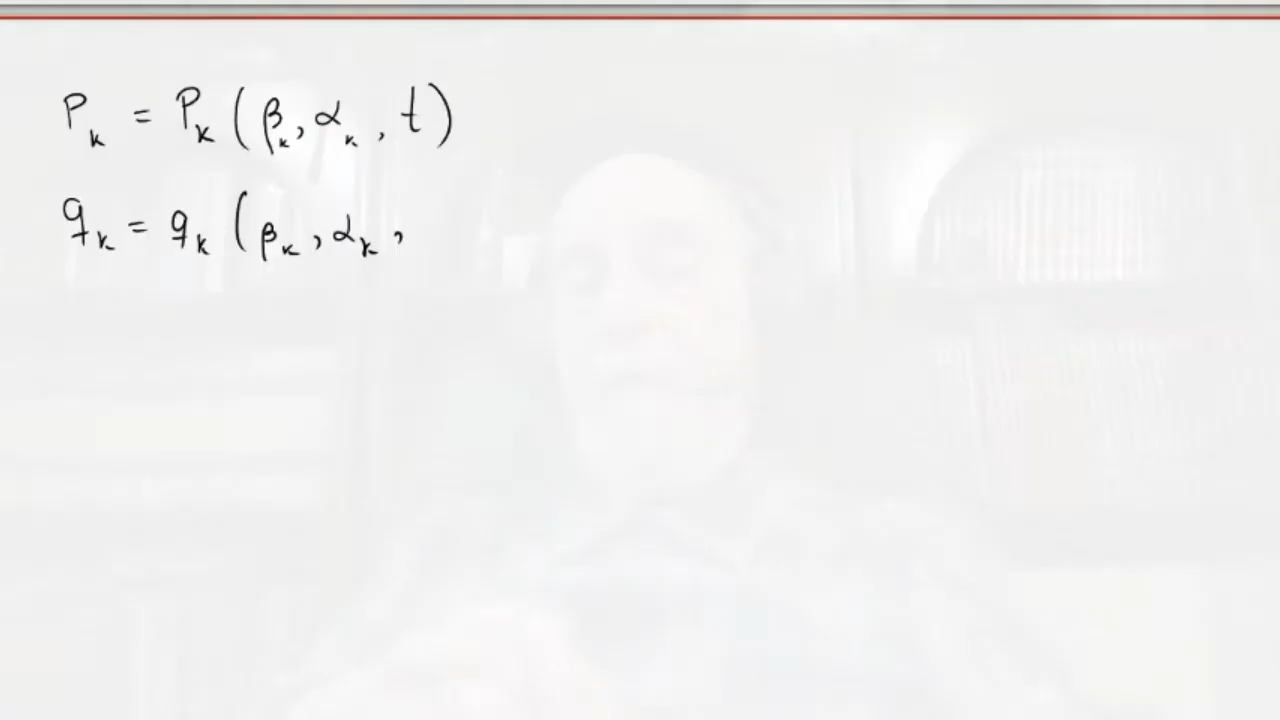 P_k = P_k (β_k, α_k, t)
q_k = q_k (β_k, α_k,